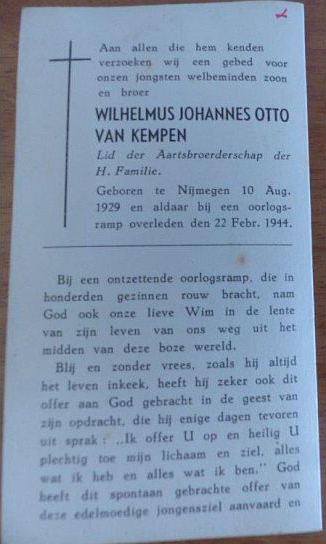 Aan allen die hem kenden
verzoeken wij een gebed voor
onzen jongsten welbeminden zoon
en broer
WILHELMUS JOHANNES OTTO
VAN KEMPEN
Lid der Aartsbroederschap der
H. Familie.
Geboren te Nijmegen 10 Aug.
1929 en aldaar bij een oorlogs-
ramp overleden den 22 Febr. 1944.
Bij een ontzettende oorlogsramp, die in
honderden gezinnen rouw bracht, nam
God ook onze lieve Wim in de lente
van zijn leven van ons weg uit het
midden van deze boze wereld.
Blij en zonder vrees, zoals hij altijd
het leven inkeek, heeft hij zeker ook dit
offer aan God gebracht in de geest van
zijn opdracht, die hij enige dagen tevoren
uit sprak: „Ik offer U op en heilig U
plechtig toe mijn lichaam en ziel, alles
wat ik heb en alles wat ik ben." God
heeft dit spontaan gebrachte offer van
deze edelmoedige jongensziel aanvaard en